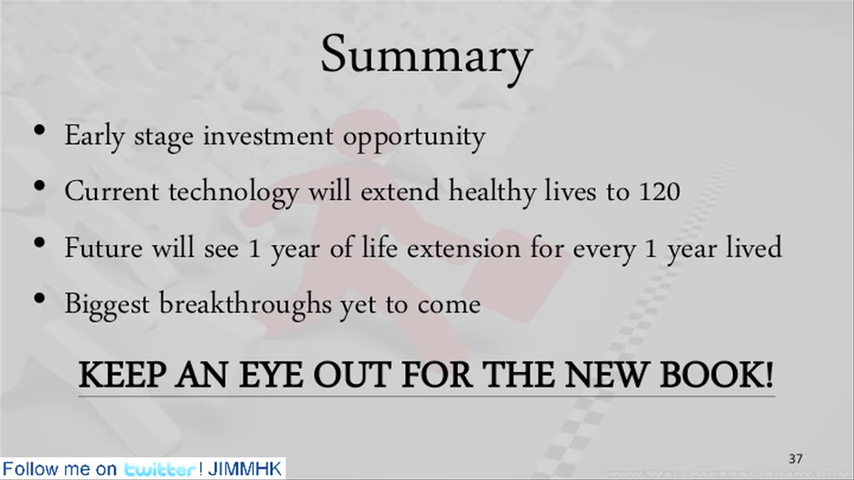 Summary
• Early stage investment opportunity
• Current technology will extend healthy lives to 120
• Future will see 1 year of life extension for every 1 year lived
• Biggest breakthroughs yet to come
KEEP AN EYE OUT FOR THE NEW BOOK!
Follow me on twitter! JIMMHK
37